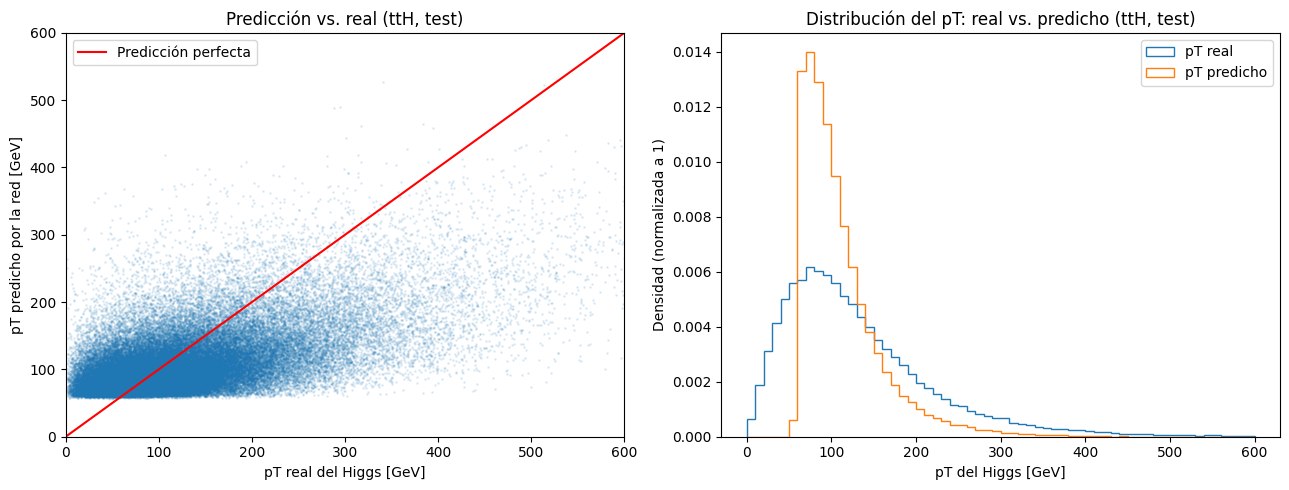 Predicción vs. real (ttH, test)
Predicción perfecta
600
500
400
300
200
100
0
pT predicho por la red [GeV]
0 100 200 300 400 500 600
pT real del Higgs [GeV]
Distribución del pT: real vs. predicho (ttH, test)
pT real
pT predicho
0.014
0.012
0.010
0.008
0.006
0.004
0.002
0.000
Densidad (normalizada a 1)
0 100 200 300 400 500 600
pT del Higgs [GeV]